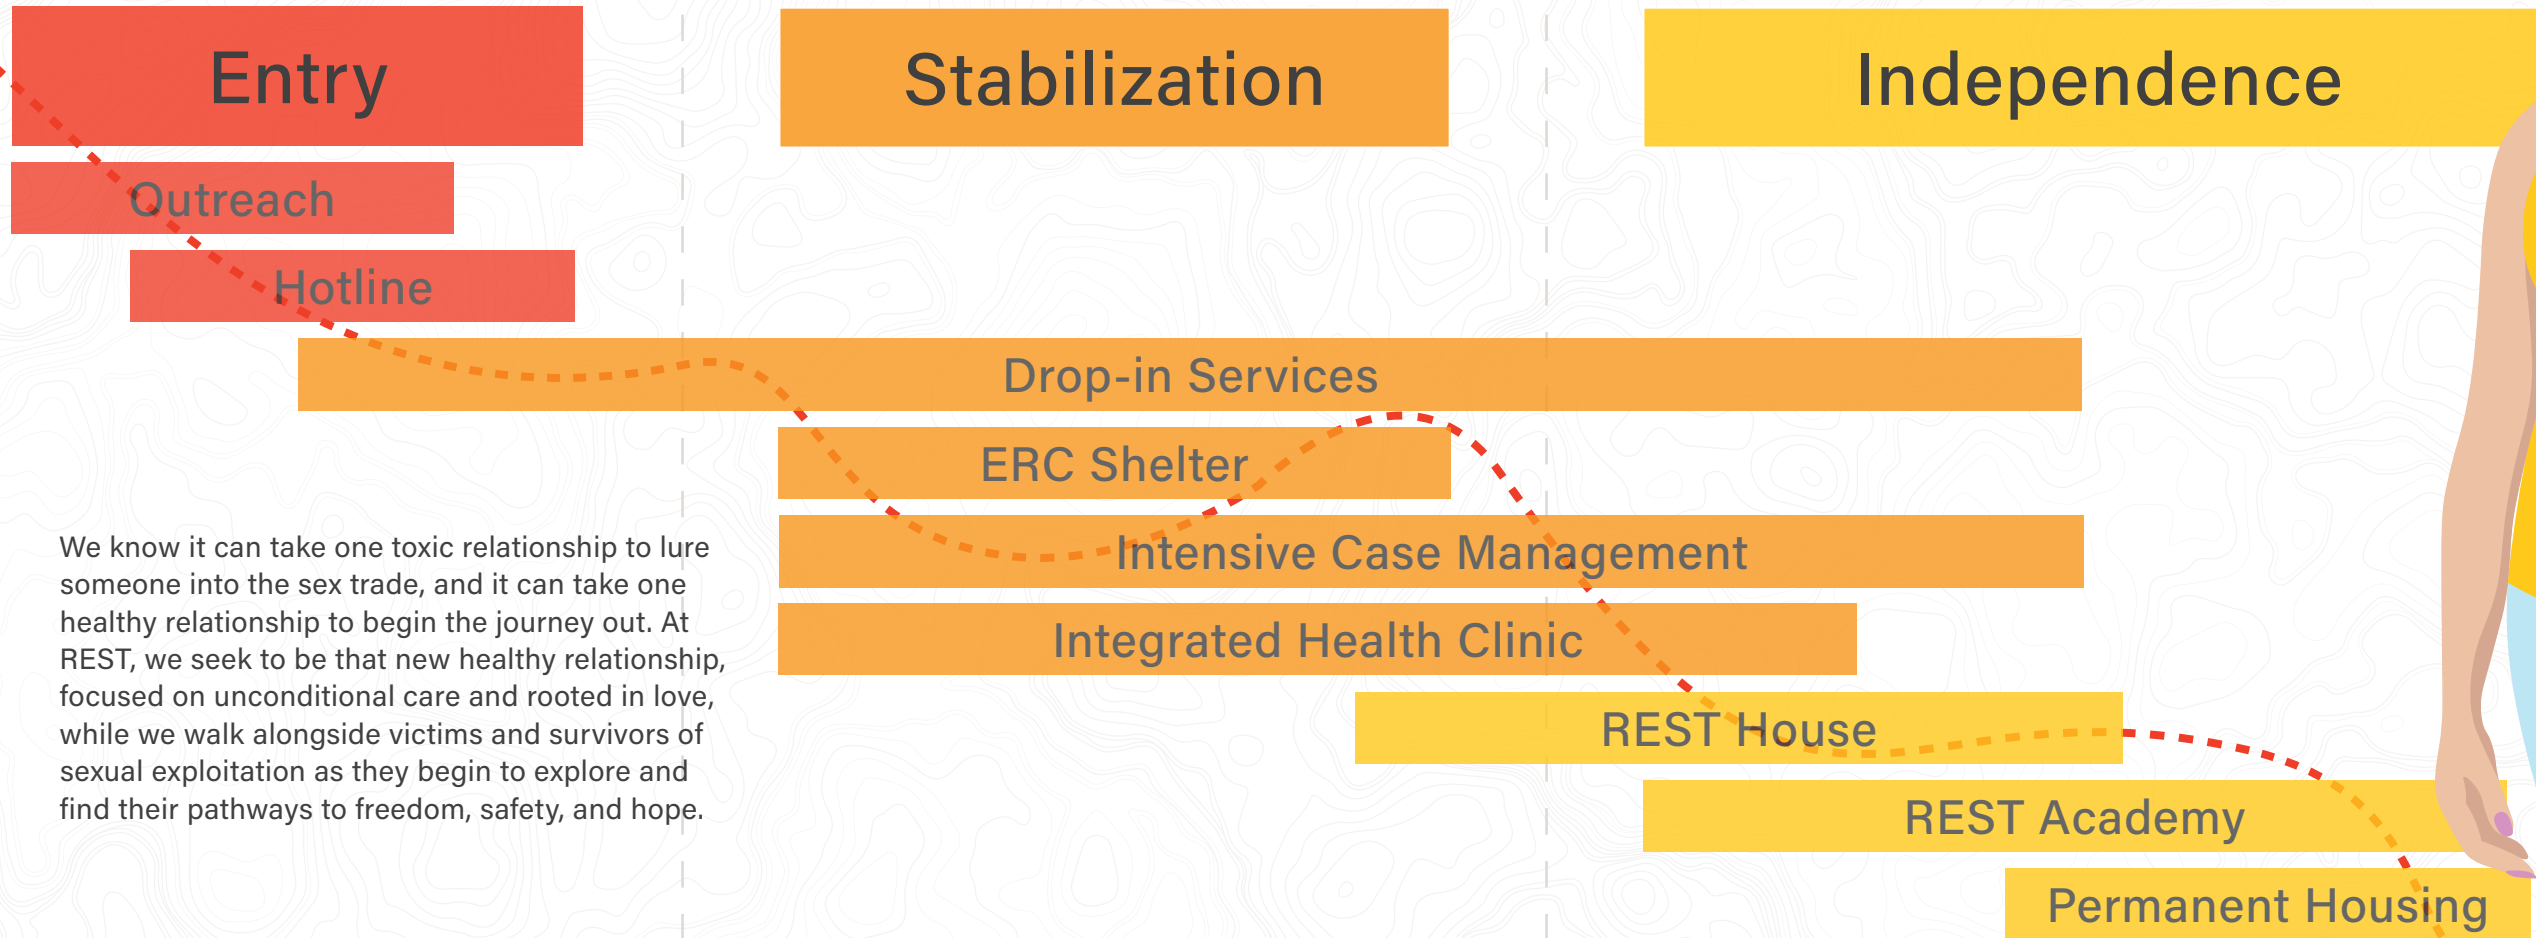 Entry
Stabilization
Independence
Outreach
Hotline
Drop-in Services
ERC Shelter
Intensive Case Management
Integrated Health Clinic
REST House
REST Academy
Permanent Housing
We know it can take one toxic relationship to lure
someone into the sex trade, and it can take one
healthy relationship to begin the journey out. At
REST, we seek to be that new healthy relationship,
focused on unconditional care and rooted in love,
while we walk alongside victims and survivors of
sexual exploitation as they begin to explore and
find their pathways to freedom, safety, and hope.